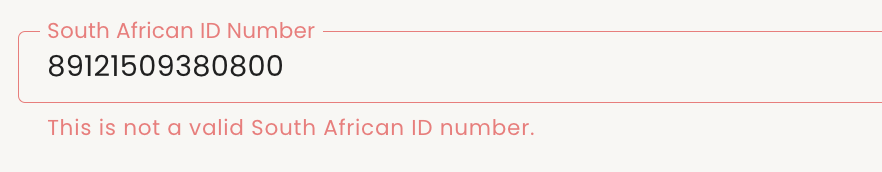 South African ID Number
89121509380800
This is not a valid South African ID number.